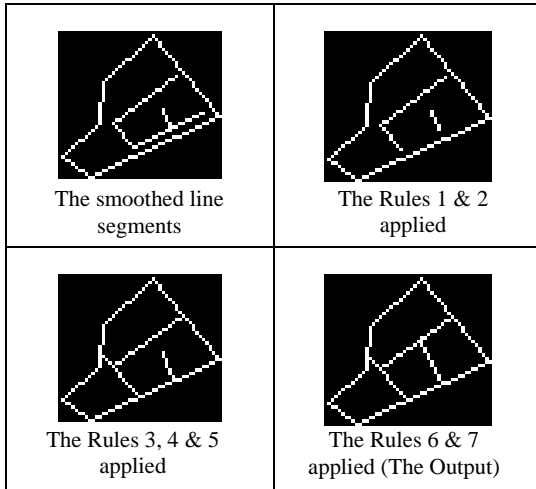 The smoothed line
segments
The Rules 1 & 2
applied
The Rules 3, 4 & 5
applied
The Rules 6 & 7
applied (The Output)